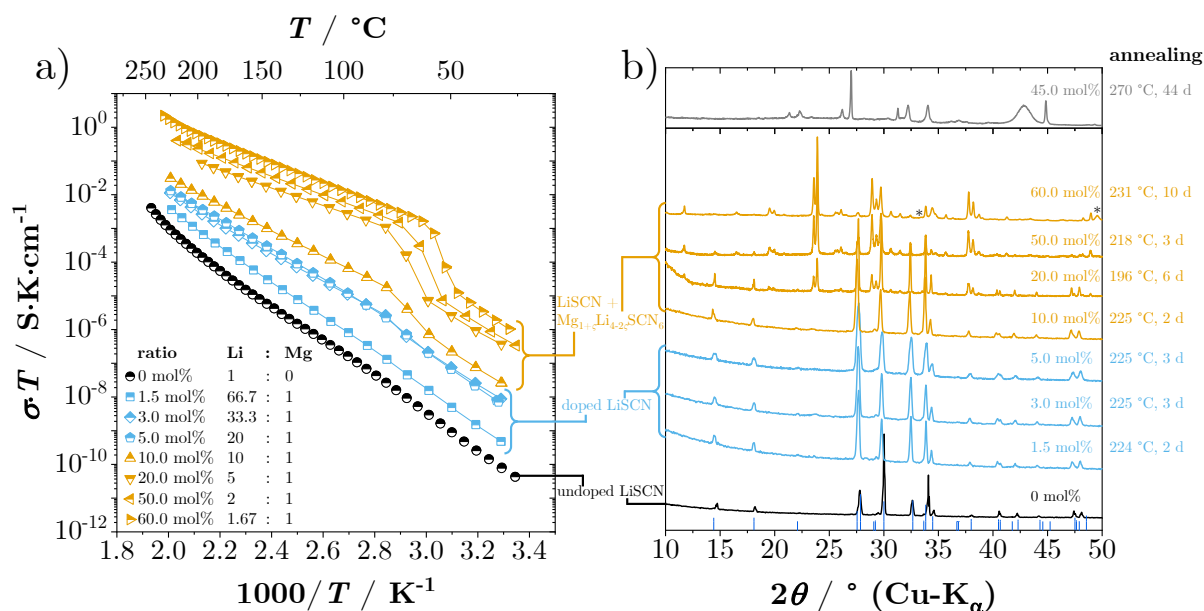 a)
T / °C
250 200 150 100 50
10^0
10^-2
10^-4
10^-6
10^-8
10^-10
10^-12
σ·T / S·K·cm^-1
ratio Li : Mg
0 mol% 1 : 0
1.5 mol% 66.7 : 1
3.0 mol% 33.3 : 1
5.0 mol% 20 : 1
10.0 mol% 10 : 1
20.0 mol% 5 : 1
50.0 mol% 2 : 1
60.0 mol% 1.67 : 1
1.8 2.0 2.2 2.4 2.6 2.8 3.0 3.2 3.4
1000/T / K^-1
LiSCN +
Mg1+zLi4-2zSCN6
doped LiSCN
undoped LiSCN
b)
annealing
45.0 mol% 270 °C, 44 d
60.0 mol% 231 °C, 10 d
* *
50.0 mol% 218 °C, 3 d
20.0 mol% 196 °C, 6 d
10.0 mol% 225 °C, 2 d
5.0 mol% 225 °C, 3 d
3.0 mol% 225 °C, 3 d
1.5 mol% 224 °C, 2 d
0 mol%
10 15 20 25 30 35 40 45 50
2θ / ° (Cu-Kα)